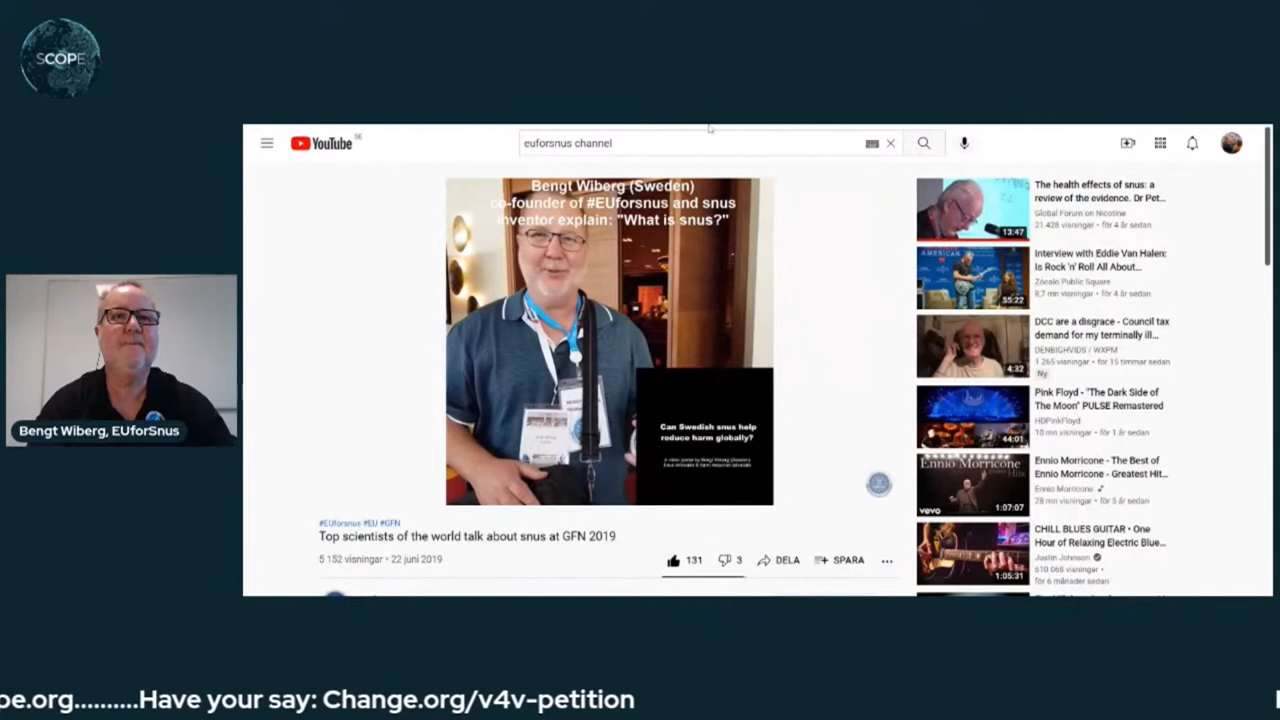 SCOPE
YouTube SE
euforsnus channel
Bengt Wiberg (Sweden)
co-founder of #EUforsnus and snus
inventor explain: "What is snus?"
Can Swedish snus help
reduce harm globally?
#EUforsnus #EU #GFN
Top scientists of the world talk about snus at GFN 2019
5 152 visningar • 22 juni 2019
131
3
DELA
SPARA
The health effects of snus: a
review of the evidence. Dr Pet...
Global Forum on Nicotine
21 428 visningar • för 4 år sedan
13:47
Interview with Eddie Van Halen:
Is Rock 'n' Roll All About...
Zócalo Public Square
8,7 mn visningar • för 4 år sedan
55:22
DCC are a disgrace - Council tax
demand for my terminally ill...
DENBIGHVIDS / WXPM
1 265 visningar • för 15 timmar sedan
Ny
4:32
Pink Floyd - "The Dark Side of
The Moon" PULSE Remastered
HDPinkFloyd
10 mn visningar • för 1 år sedan
44:01
Ennio Morricone - The Best of
Ennio Morricone - Greatest Hit...
Ennio Morricone
28 mn visningar • för 5 år sedan
Ennio Morricone
vevo
1:07:07
CHILL BLUES GUITAR • One
Hour of Relaxing Electric Blue...
Justin Johnson
610 068 visningar •
för 6 månader sedan
1:05:31
Bengt Wiberg, EUforSnus
pe.org..........Have your say: Change.org/v4v-petition